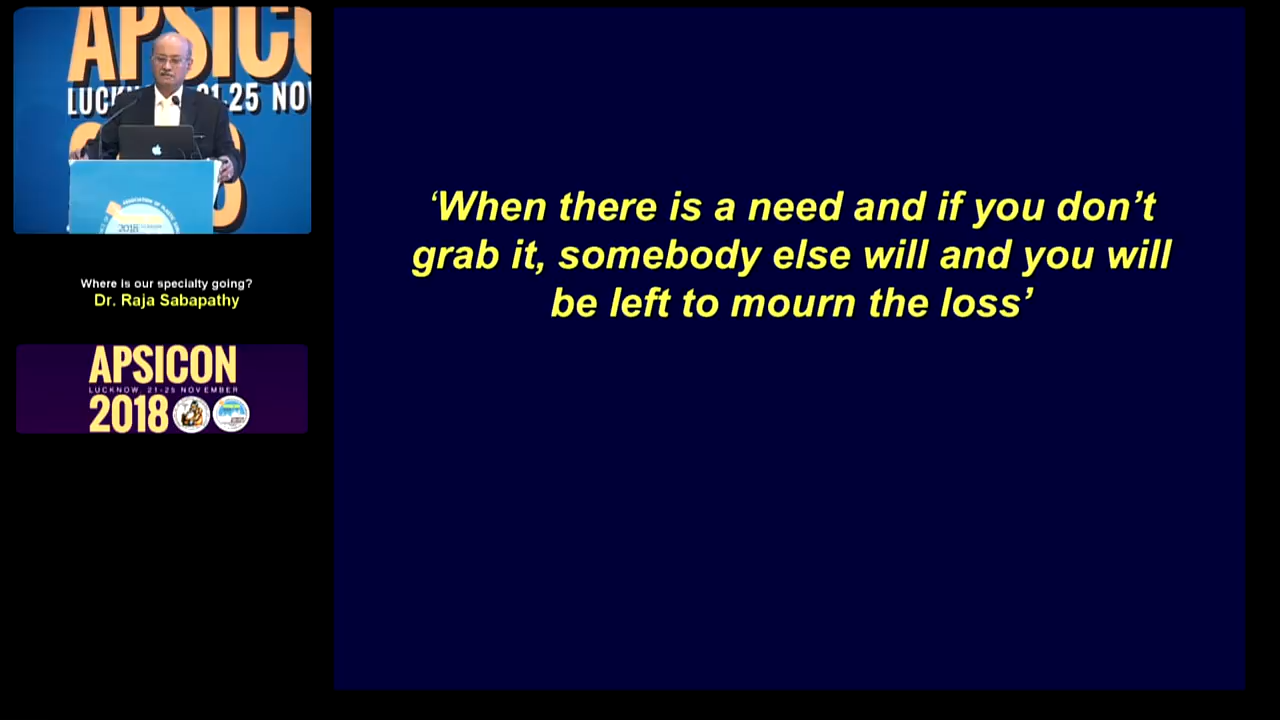 APSICO
LUCKNOW, 21-25 NOV
2018
Where is our specialty going?
Dr. Raja Sabapathy
APSICON
LUCKNOW, 21-25 NOVEMBER
2018
‘When there is a need and if you don’t
grab it, somebody else will and you will
be left to mourn the loss’